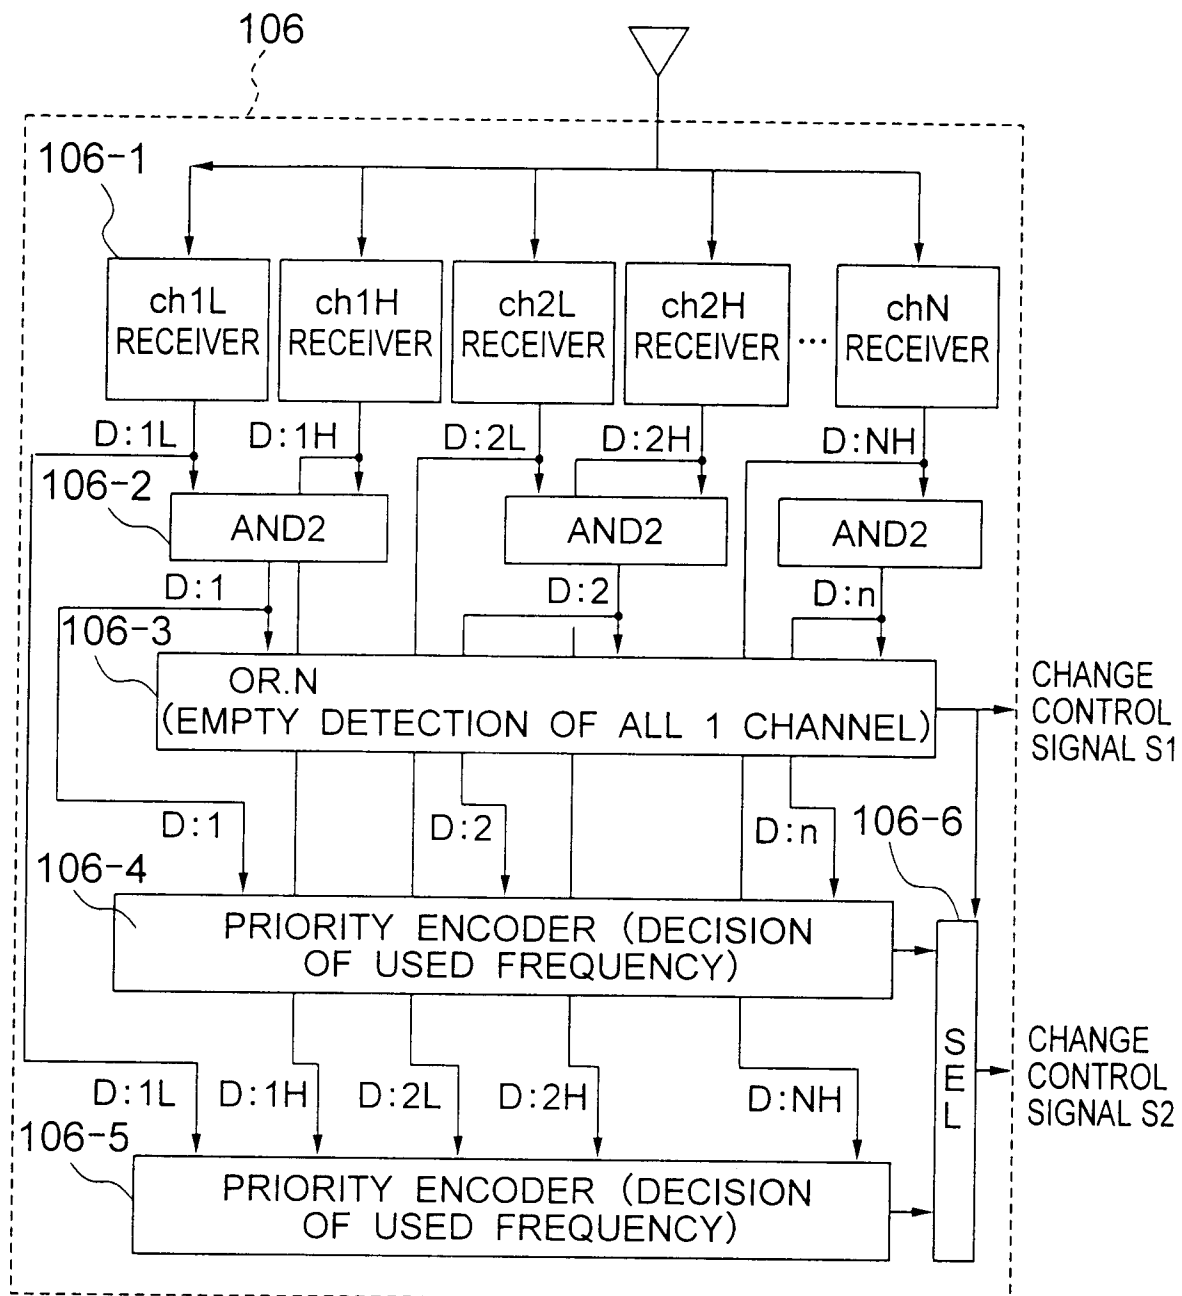 106
106-1
ch1L
RECEIVER
ch1H
RECEIVER
ch2L
RECEIVER
ch2H
RECEIVER
...
chN
RECEIVER
D:1L
D:1H
D:2L
D:2H
D:NH
106-2
AND2
AND2
AND2
D:1
D:2
D:n
106-3
OR.N
(EMPTY DETECTION OF ALL 1 CHANNEL)
CHANGE
CONTROL
SIGNAL S1
D:1
D:2
D:n
106-6
106-4
PRIORITY ENCODER (DECISION
OF USED FREQUENCY)
SEL
CHANGE
CONTROL
SIGNAL S2
D:1L
D:1H
D:2L
D:2H
D:NH
106-5
PRIORITY ENCODER (DECISION
OF USED FREQUENCY)